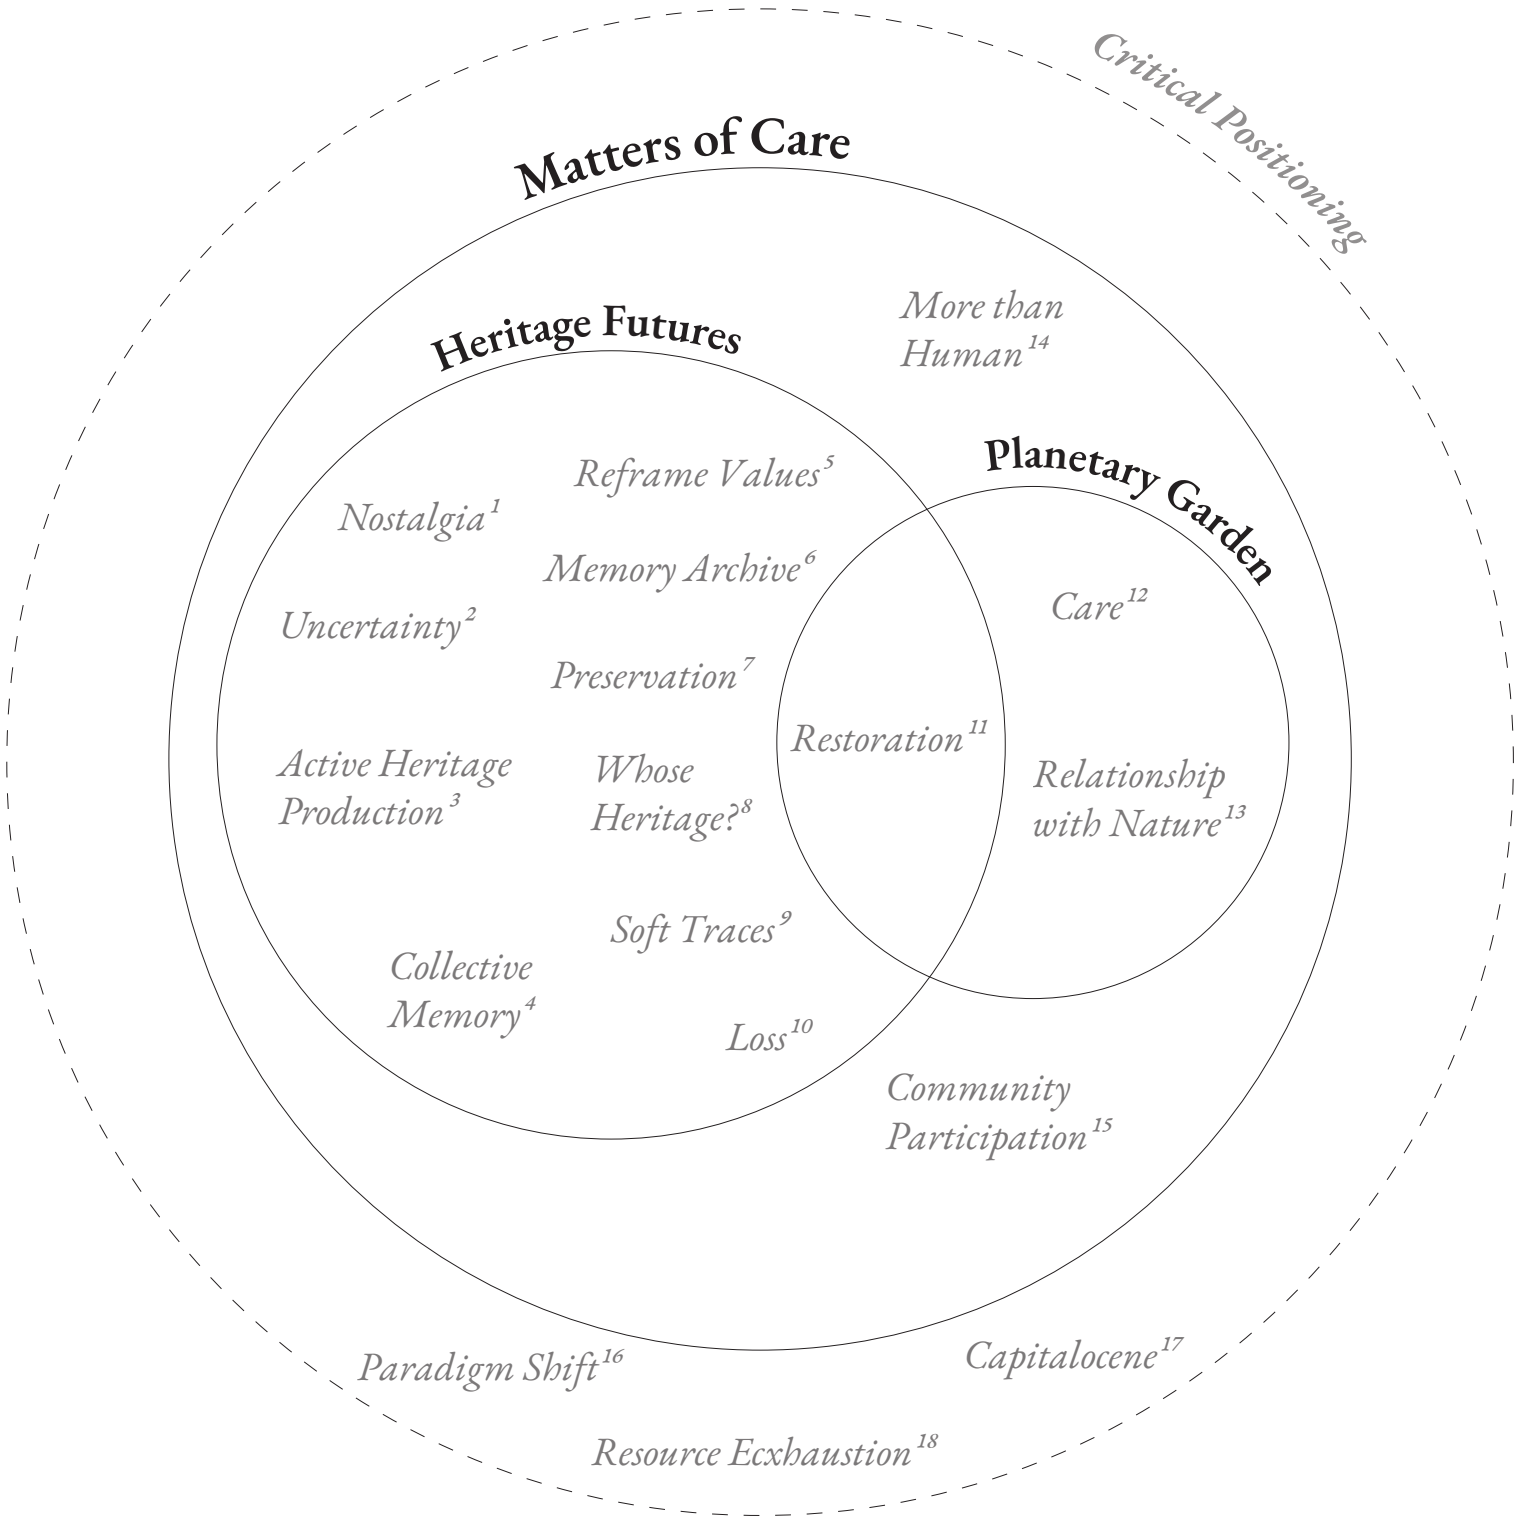 Critical Positioning
Matters of Care
More than
Human¹⁴
Heritage Futures
Planetary Garden
Reframe Values⁵
Nostalgia¹
Memory Archive⁶
Care¹²
Uncertainty²
Preservation⁷
Restoration¹¹
Active Heritage
Production³
Whose
Heritage?⁸
Relationship
with Nature¹³
Soft Traces⁹
Collective
Memory⁴
Loss¹⁰
Community
Participation¹⁵
Paradigm Shift¹⁶
Capitalocene¹⁷
Resource Ecxhaustion¹⁸